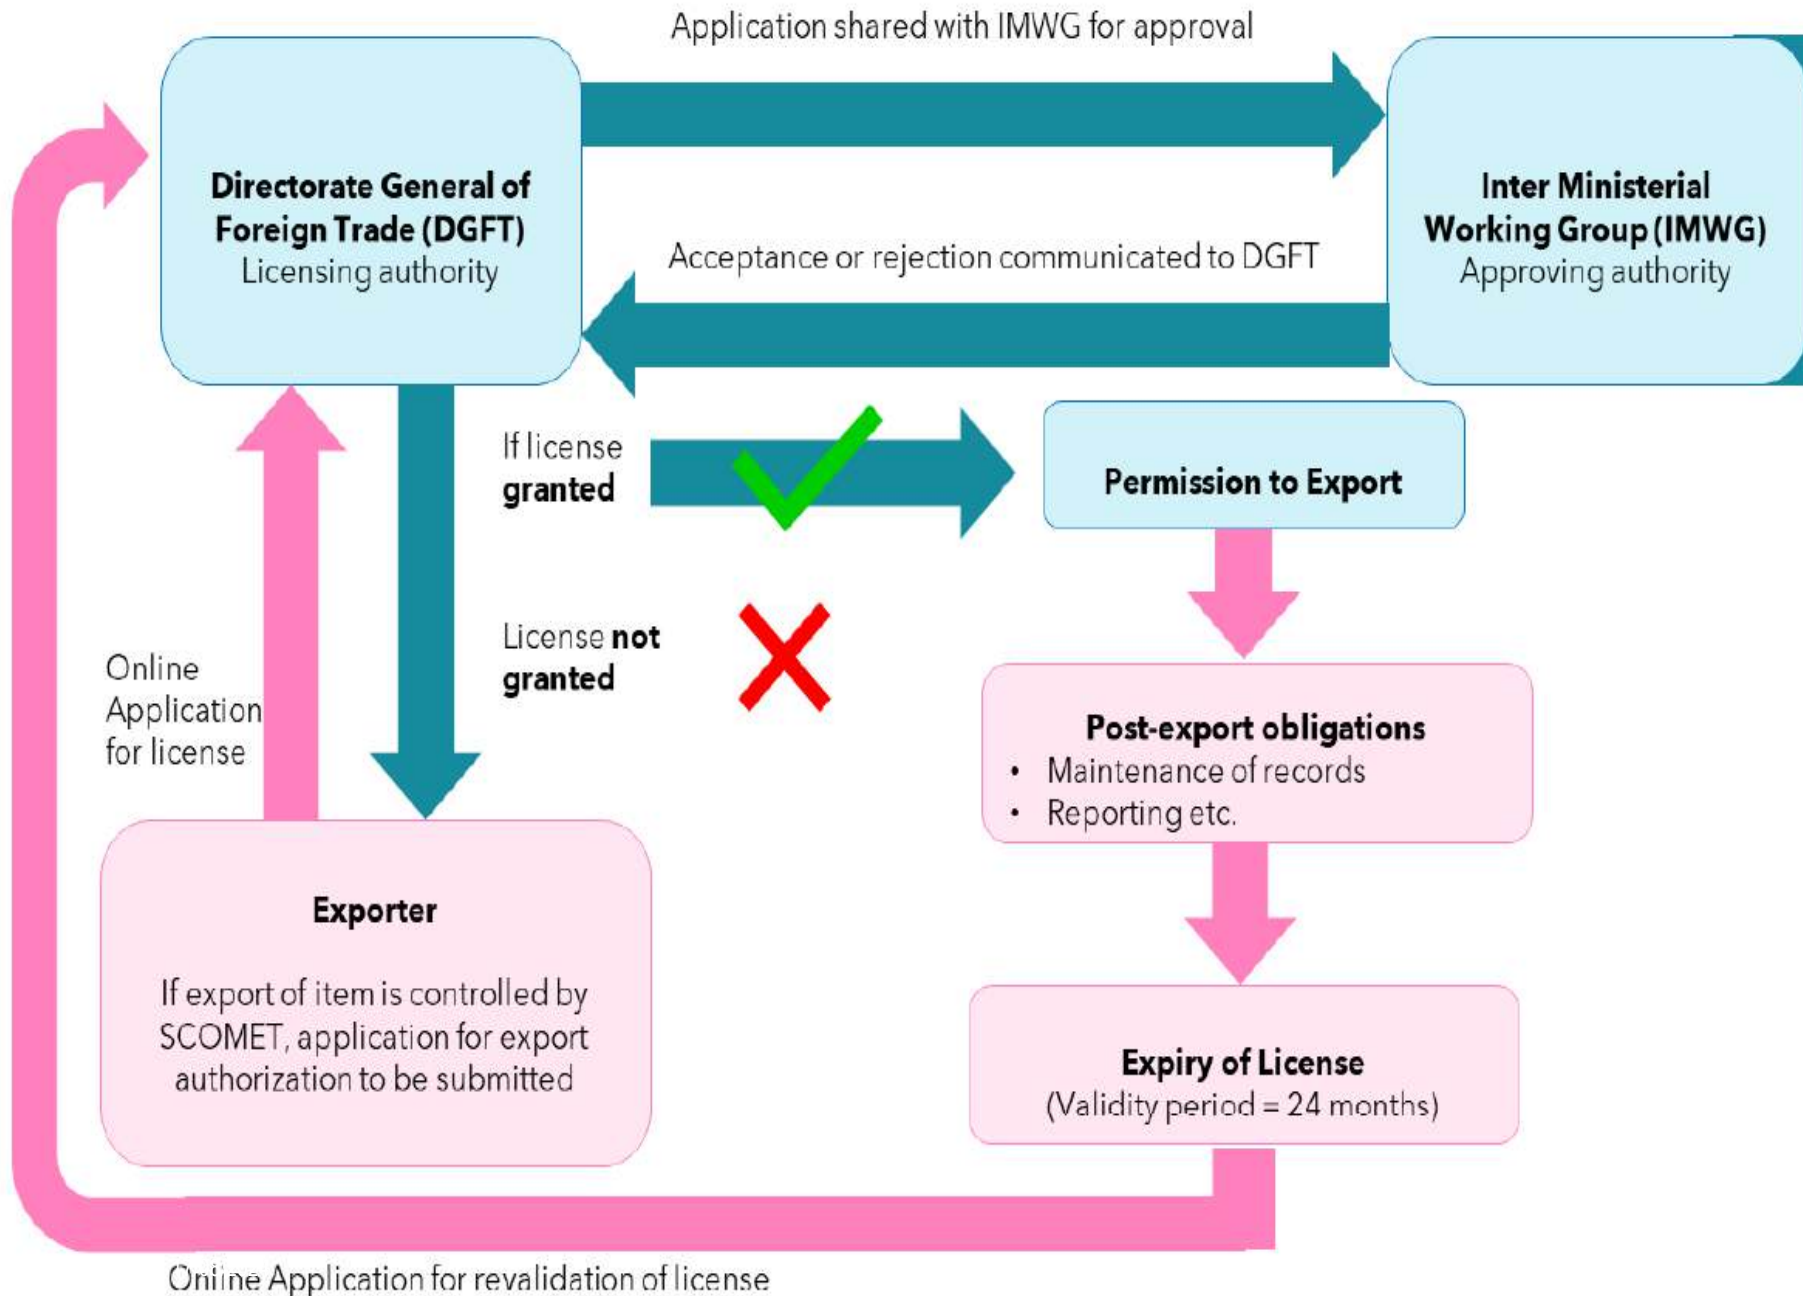 Application shared with IMWG for approval
Directorate General of
Foreign Trade (DGFT)
Licensing authority
Inter Ministerial
Working Group (IMWG)
Approving authority
Acceptance or rejection communicated to DGFT
If license
granted
Permission to Export
License not
granted
Online
Application
for license
Post-export obligations
• Maintenance of records
• Reporting etc.
Exporter
If export of item is controlled by
SCOMET, application for export
authorization to be submitted
Expiry of License
(Validity period = 24 months)
Online Application for revalidation of license